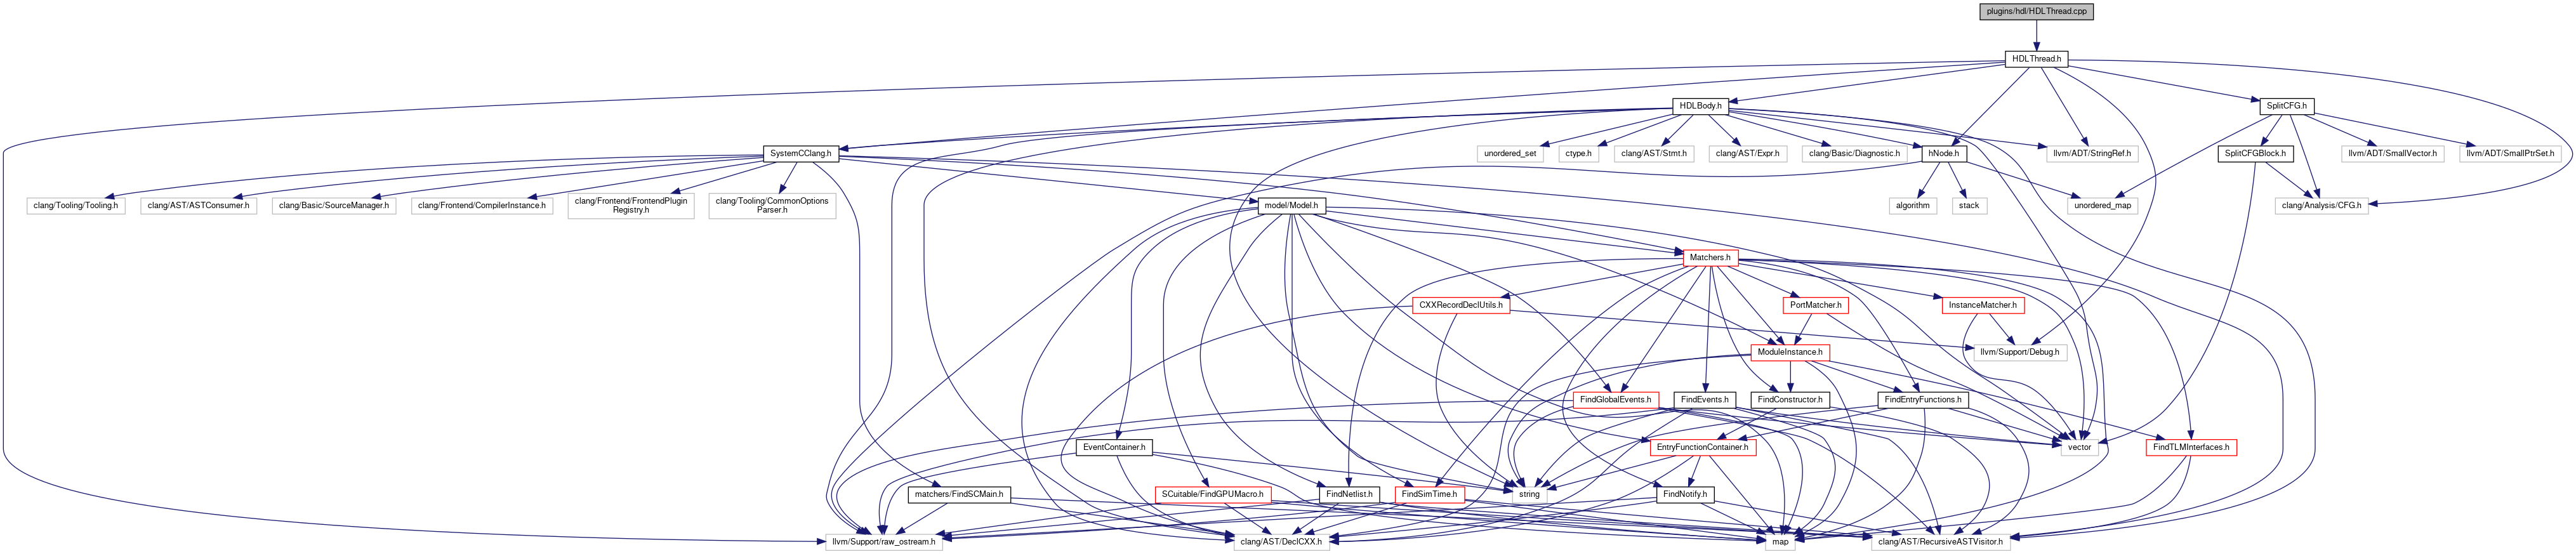 plugins/hdl/HDLThread.cpp
HDLThread.h
HDLBody.h
SplitCFG.h
SystemCClang.h
unordered_set
ctype.h
clang/AST/Stmt.h
clang/AST/Expr.h
clang/Basic/Diagnostic.h
hNode.h
llvm/ADT/StringRef.h
SplitCFGBlock.h
llvm/ADT/SmallVector.h
llvm/ADT/SmallPtrSet.h
clang/Tooling/Tooling.h
clang/AST/ASTConsumer.h
clang/Basic/SourceManager.h
clang/Frontend/CompilerInstance.h
clang/Frontend/FrontendPlugin
Registry.h
clang/Tooling/CommonOptions
Parser.h
model/Model.h
algorithm
stack
unordered_map
clang/Analysis/CFG.h
Matchers.h
CXXRecordDeclUtils.h
PortMatcher.h
InstanceMatcher.h
ModuleInstance.h
llvm/Support/Debug.h
FindGlobalEvents.h
FindEvents.h
FindConstructor.h
FindEntryFunctions.h
EventContainer.h
EntryFunctionContainer.h
vector
FindTLMInterfaces.h
matchers/FindSCMain.h
SCuitable/FindGPUMacro.h
FindNetlist.h
FindSimTime.h
string
FindNotify.h
llvm/Support/raw_ostream.h
clang/AST/DeclCXX.h
map
clang/AST/RecursiveASTVisitor.h